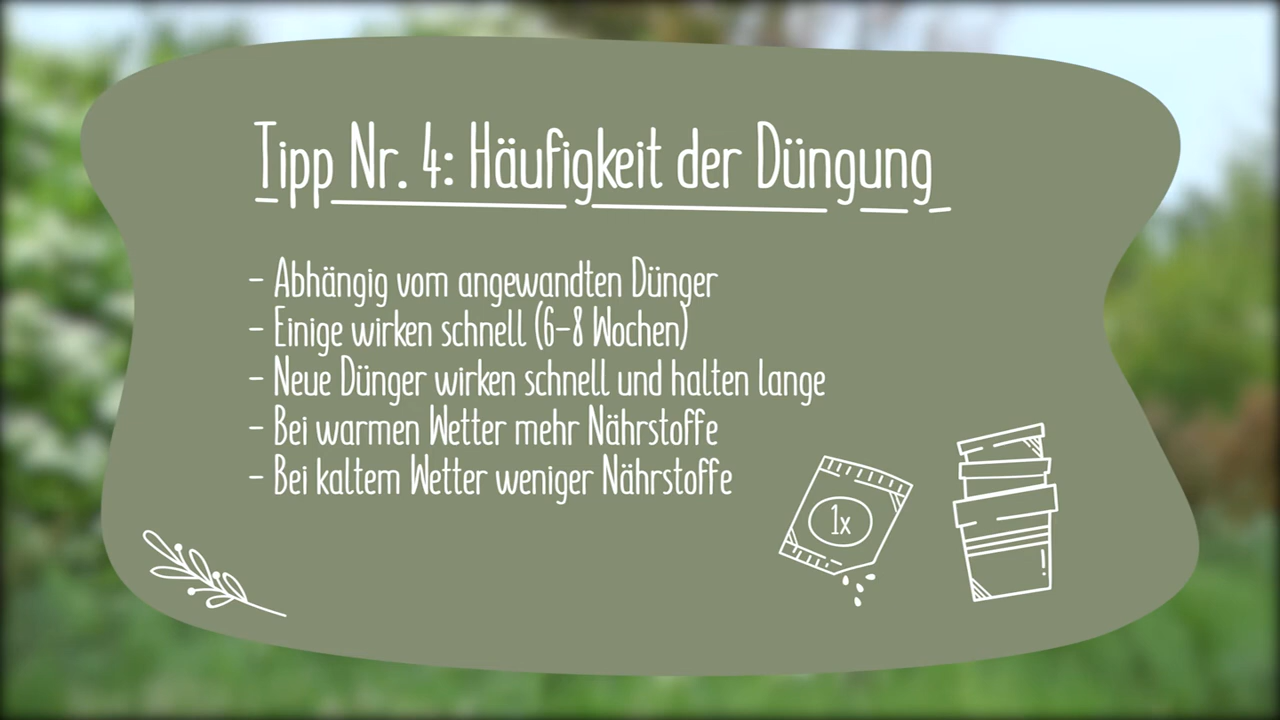 Tipp Nr. 4: Häufigkeit der Düngung
- Abhängig vom angewandten Dünger
- Einige wirken schnell (6-8 Wochen)
- Neue Dünger wirken schnell und halten lange
- Bei warmen Wetter mehr Nährstoffe
- Bei kaltem Wetter weniger Nährstoffe
1x